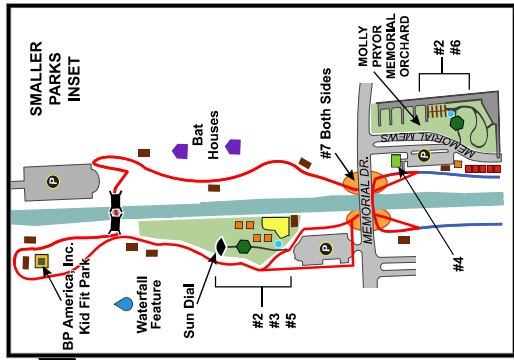 SMALLER
PARKS
INSET
BP America, Inc.
Kid Fit Park
Waterfall
Feature
Sun Dial
#2
#3
#5
Bat
Houses
#7 Both Sides
MEMORIAL DR.
#4
MOLLY
PRYOR
MEMORIAL
ORCHARD
#2
#6
MEMORIAL MEWS
P
P
P